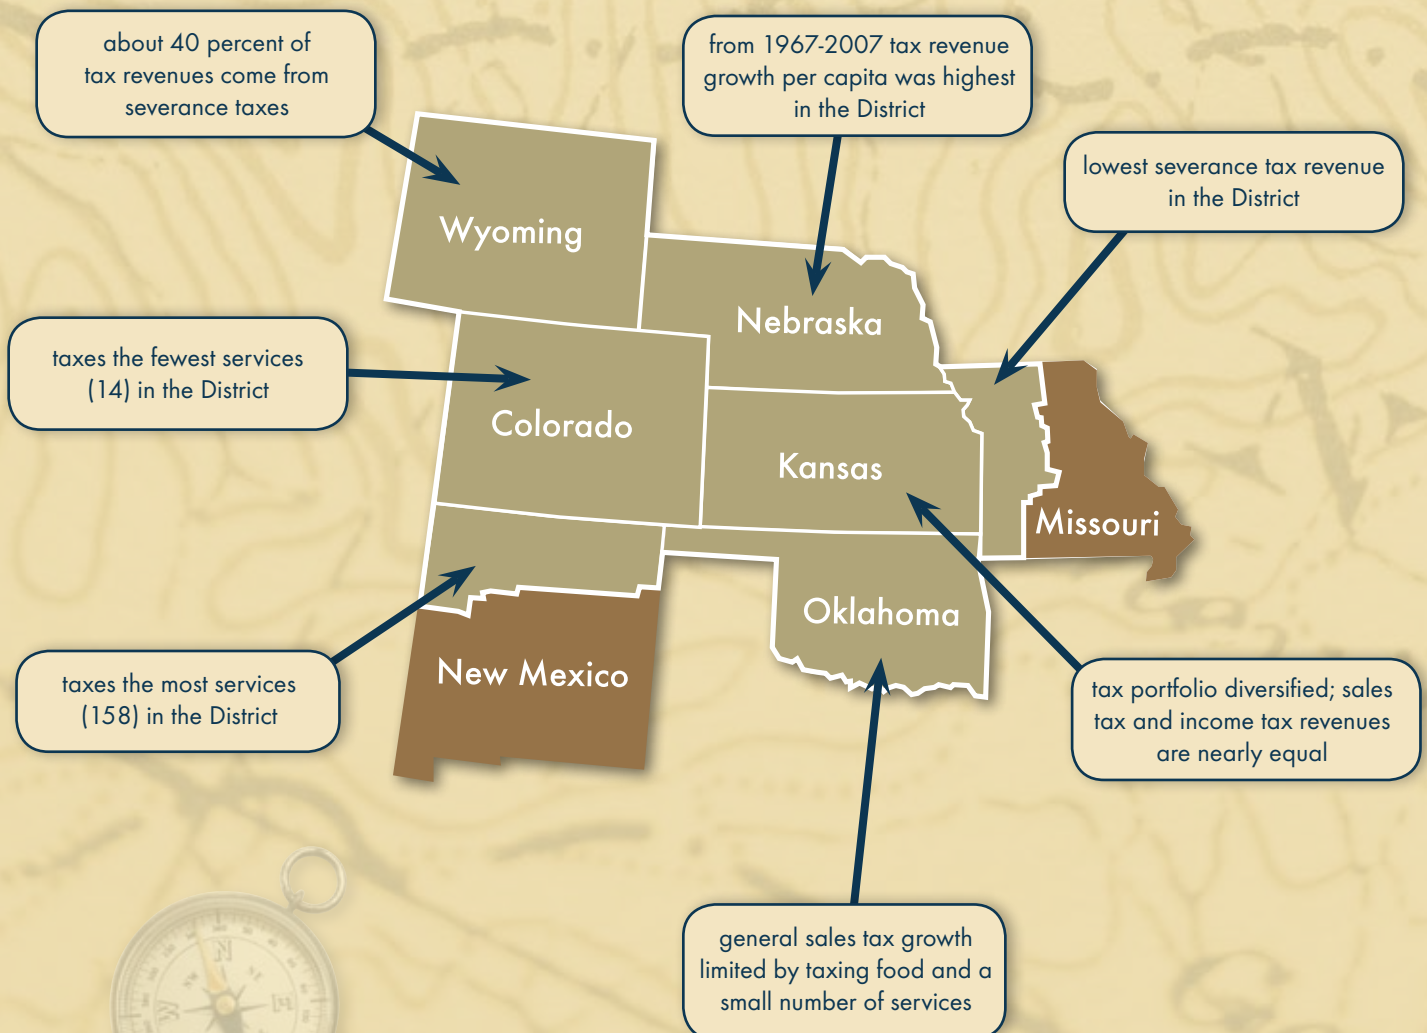 about 40 percent of
tax revenues come from
severance taxes
from 1967-2007 tax revenue
growth per capita was highest
in the District
lowest severance tax revenue
in the District
Wyoming
Nebraska
taxes the fewest services
(14) in the District
Colorado
Kansas
Missouri
Oklahoma
New Mexico
taxes the most services
(158) in the District
tax portfolio diversified; sales
tax and income tax revenues
are nearly equal
general sales tax growth
limited by taxing food and a
small number of services
N
NW
NE
W
E